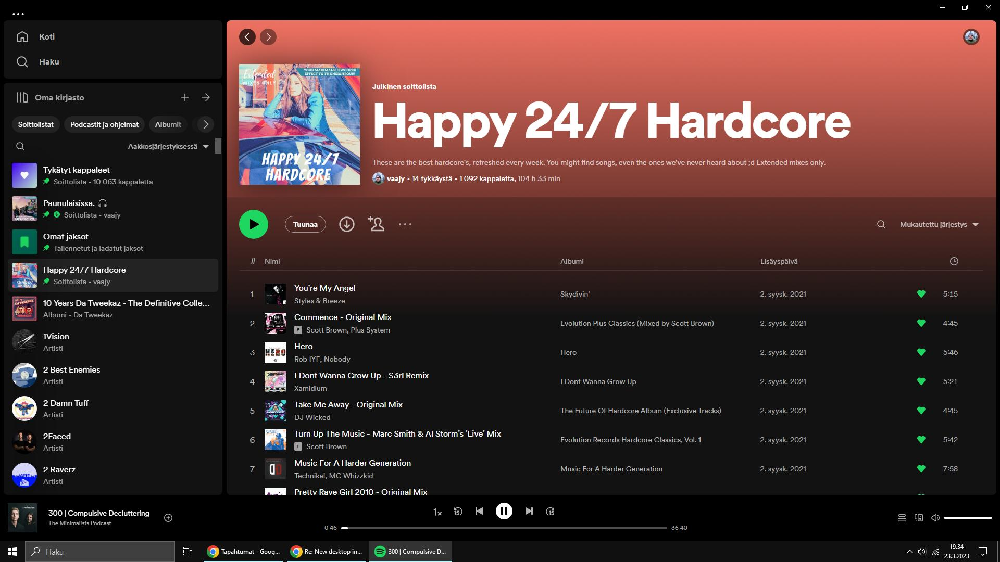 Koti
Haku
Oma kirjasto
Soittolistat
Podcastit ja ohjelmat
Albumit
Aakkosjärjestyksessä
Tykätyt kappaleet
Soittolista • 10 063 kappaletta
Paunulaisissa.
Soittolista • vaajy
Omat jaksot
Tallennetut ja ladatut jaksot
Happy 24/7 Hardcore
Soittolista • vaajy
10 Years Da Tweekaz - The Definitive Colle...
Albumi • Da Tweekaz
1Vision
Artisti
2 Best Enemies
Artisti
2 Damn Tuff
Artisti
2Faced
Artisti
2 Raverz
Artisti
Extended
MIXES ONLY
YOUR MAXIMAL SUBWOOFER
EFFECT TO THE NEIGHBOUR!
HAPPY 24/7
HARDCORE
Julkinen soittolista
Happy 24/7 Hardcore
These are the best hardcore's, refreshed every week. You might find songs, even the ones we've never heard about ;d Extended mixes only.
vaajy • 14 tykkäystä • 1 092 kappaletta, 104 h 33 min
Tuunaa
Mukautettu järjestys
# Nimi Albumi Lisäyspäivä
1 You're My Angel Skydivin' 2. syysk. 2021 5:15
Styles & Breeze
2 Commence - Original Mix Evolution Plus Classics (Mixed by Scott Brown) 2. syysk. 2021 4:45
E Scott Brown, Plus System
3 Hero Hero 2. syysk. 2021 5:46
Rob IYF, Nobody
4 I Dont Wanna Grow Up - S3rl Remix I Dont Wanna Grow Up 2. syysk. 2021 5:21
Xamidium
5 Take Me Away - Original Mix The Future Of Hardcore Album (Exclusive Tracks) 2. syysk. 2021 4:45
DJ Wicked
6 Turn Up The Music - Marc Smith & Al Storm's 'Live' Mix Evolution Records Hardcore Classics, Vol. 1 2. syysk. 2021 5:42
E Scott Brown
7 Music For A Harder Generation Music For A Harder Generation 2. syysk. 2021 7:58
Technikal, MC Whizzkid
Pretty Rave Girl 2010 - Original Mix
300 | Compulsive Decluttering
The Minimalists Podcast
1x
15
15
0:46
36:40
Haku
Tapahtumat - Goog...
Re: New desktop in...
300 | Compulsive D...
19.34
23.3.2023